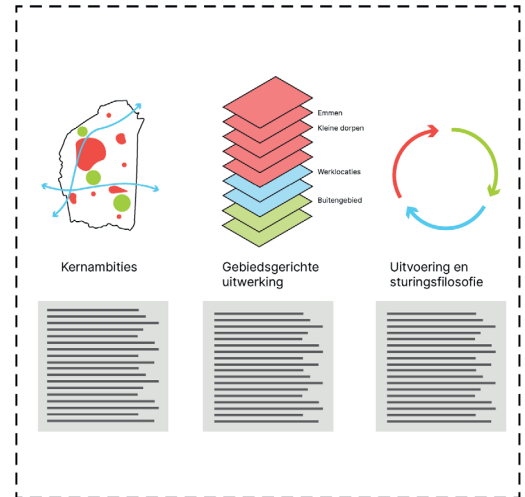 Emmen
Kleine dorpen
Werklocaties
Buitengebied
Kernambities
Gebiedsgerichte
uitwerking
Uitvoering en
sturingsfilosofie